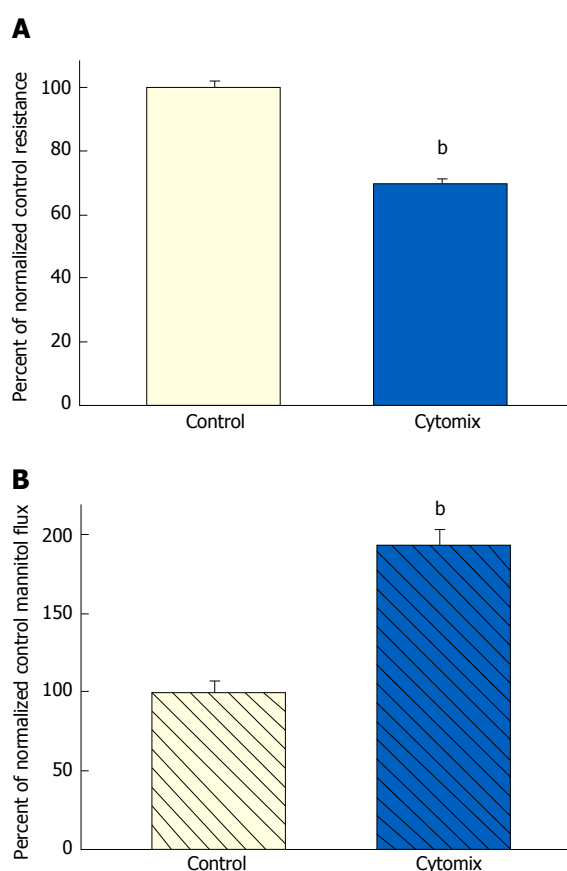 A
Percent of normalized control resistance
100
80
60
40
20
0
b
Control
Cytomix
B
Percent of normalized control mannitol flux
200
150
100
50
0
b
Control
Cytomix